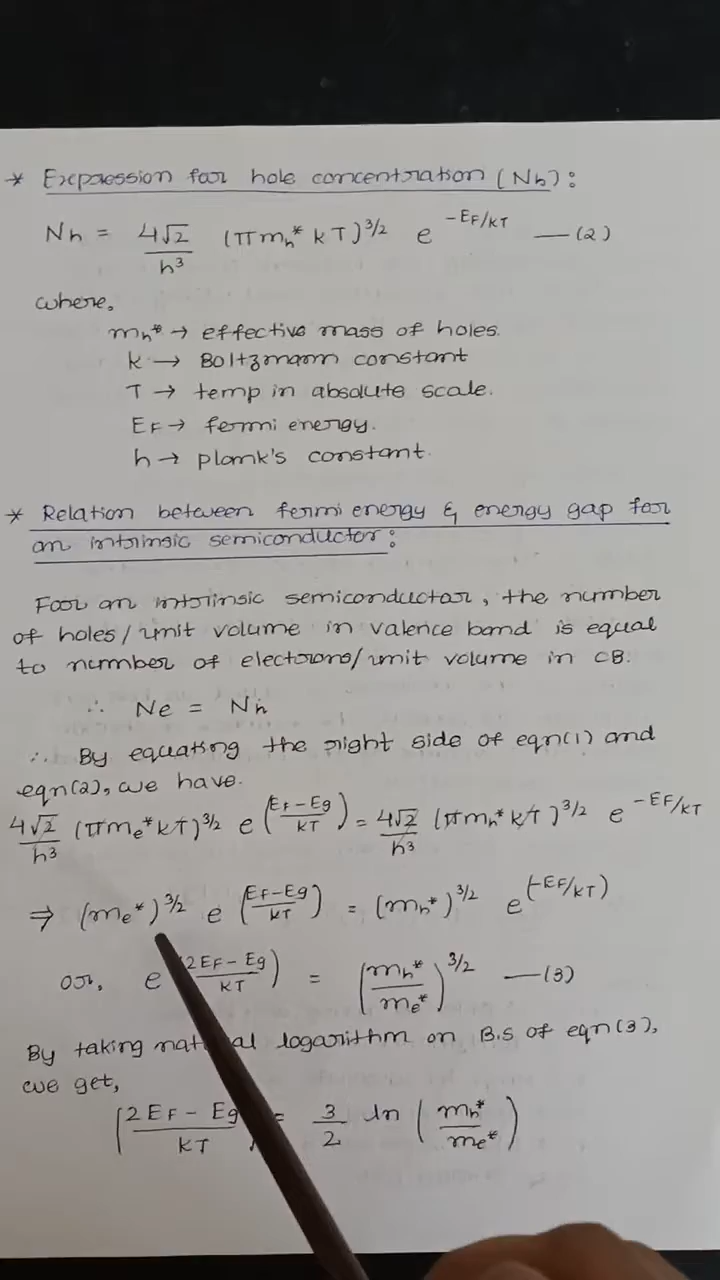 * Expression for hole concentration (Nh):
Nh = 4√2/h³ (πmh* kT)^3/2 e^-EF/kT —(2)
where,
mh* → effective mass of holes.
k → Boltzmann constant
T → temp in absolute scale.
EF → fermi energy.
h → plank's constant.
* Relation between fermi energy & energy gap for
an intrinsic semiconductor:
For an intrinsic semiconductor, the number
of holes/unit volume in valence band is equal
to number of electrons/unit volume in CB.
∴ Ne = Nh
∴ By equating the right side of eqn(1) and
eqn(2), we have.
4√2/h³ (πme*kT)^3/2 e^((EF-Eg)/kT) = 4√2/h³ (πmh*kT)^3/2 e^-EF/kT
⇒ (me*)^3/2 e^((EF-Eg)/kT) = (mh*)^3/2 e^(-EF/kT)
or, e^((2EF-Eg)/kT) = (mh*/me*)^3/2 —(3)
By taking logarithm on B.S of eqn(3),
we get,
((2EF - Eg)/kT) = 3/2 ln (mh*/me*)